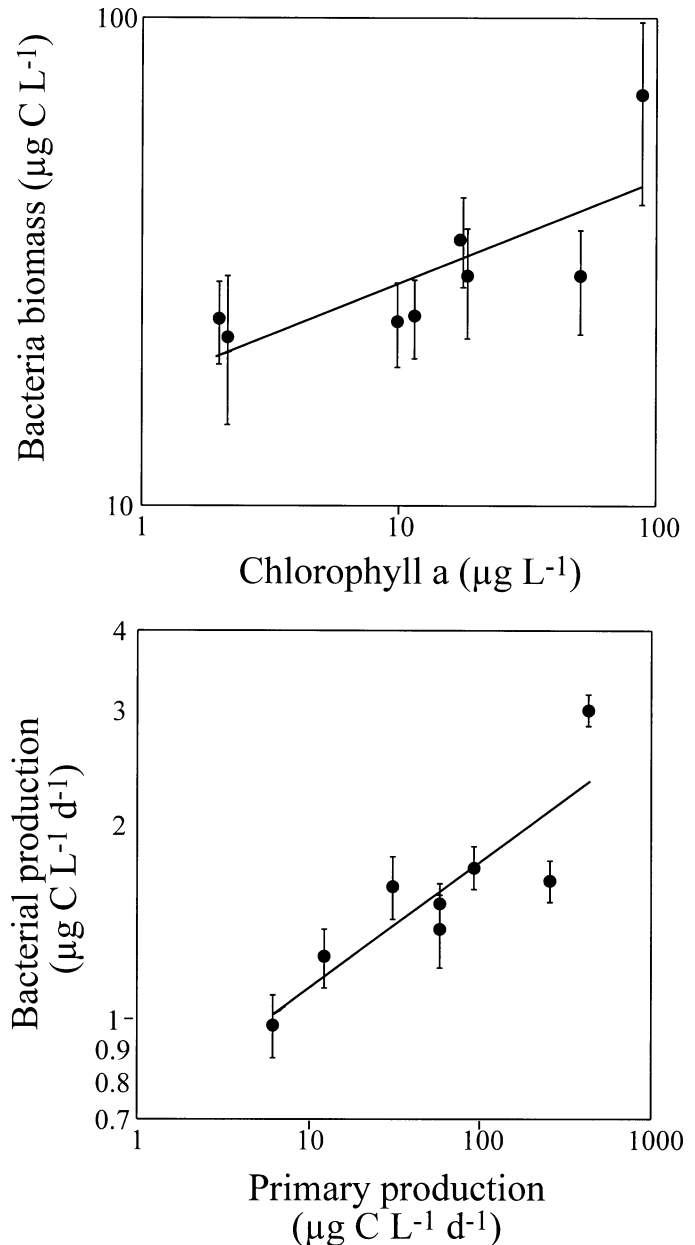 100
Bacteria biomass (µg C L-1)
10
1
10
100
Chlorophyll a (µg L-1)
4
3
2
1
0.9
0.8
0.7
Bacterial production
(µg C L-1 d-1)
1
10
100
1000
Primary production
(µg C L-1 d-1)